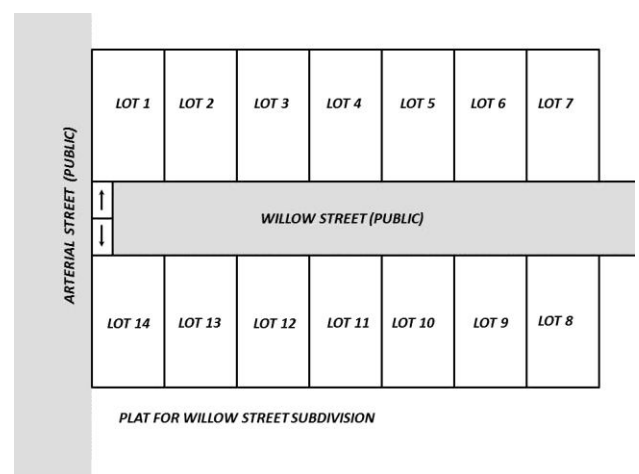 ARTERIAL STREET (PUBLIC)
LOT 1 LOT 2 LOT 3 LOT 4 LOT 5 LOT 6 LOT 7
WILLOW STREET (PUBLIC)
LOT 14 LOT 13 LOT 12 LOT 11 LOT 10 LOT 9 LOT 8
PLAT FOR WILLOW STREET SUBDIVISION